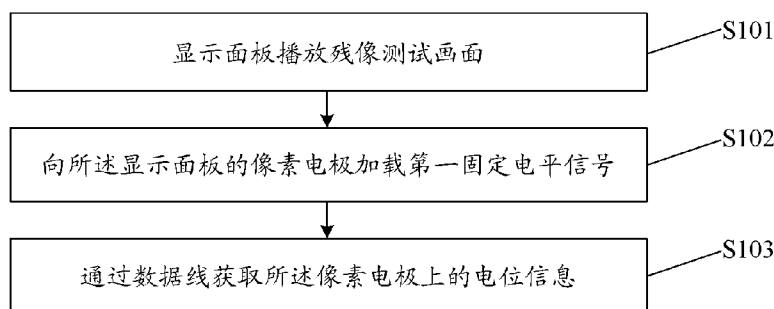 显示面板播放残像测试画面
S101
向所述显示面板的像素电极加载第一固定电平信号
S102
通过数据线获取所述像素电极上的电位信息
S103